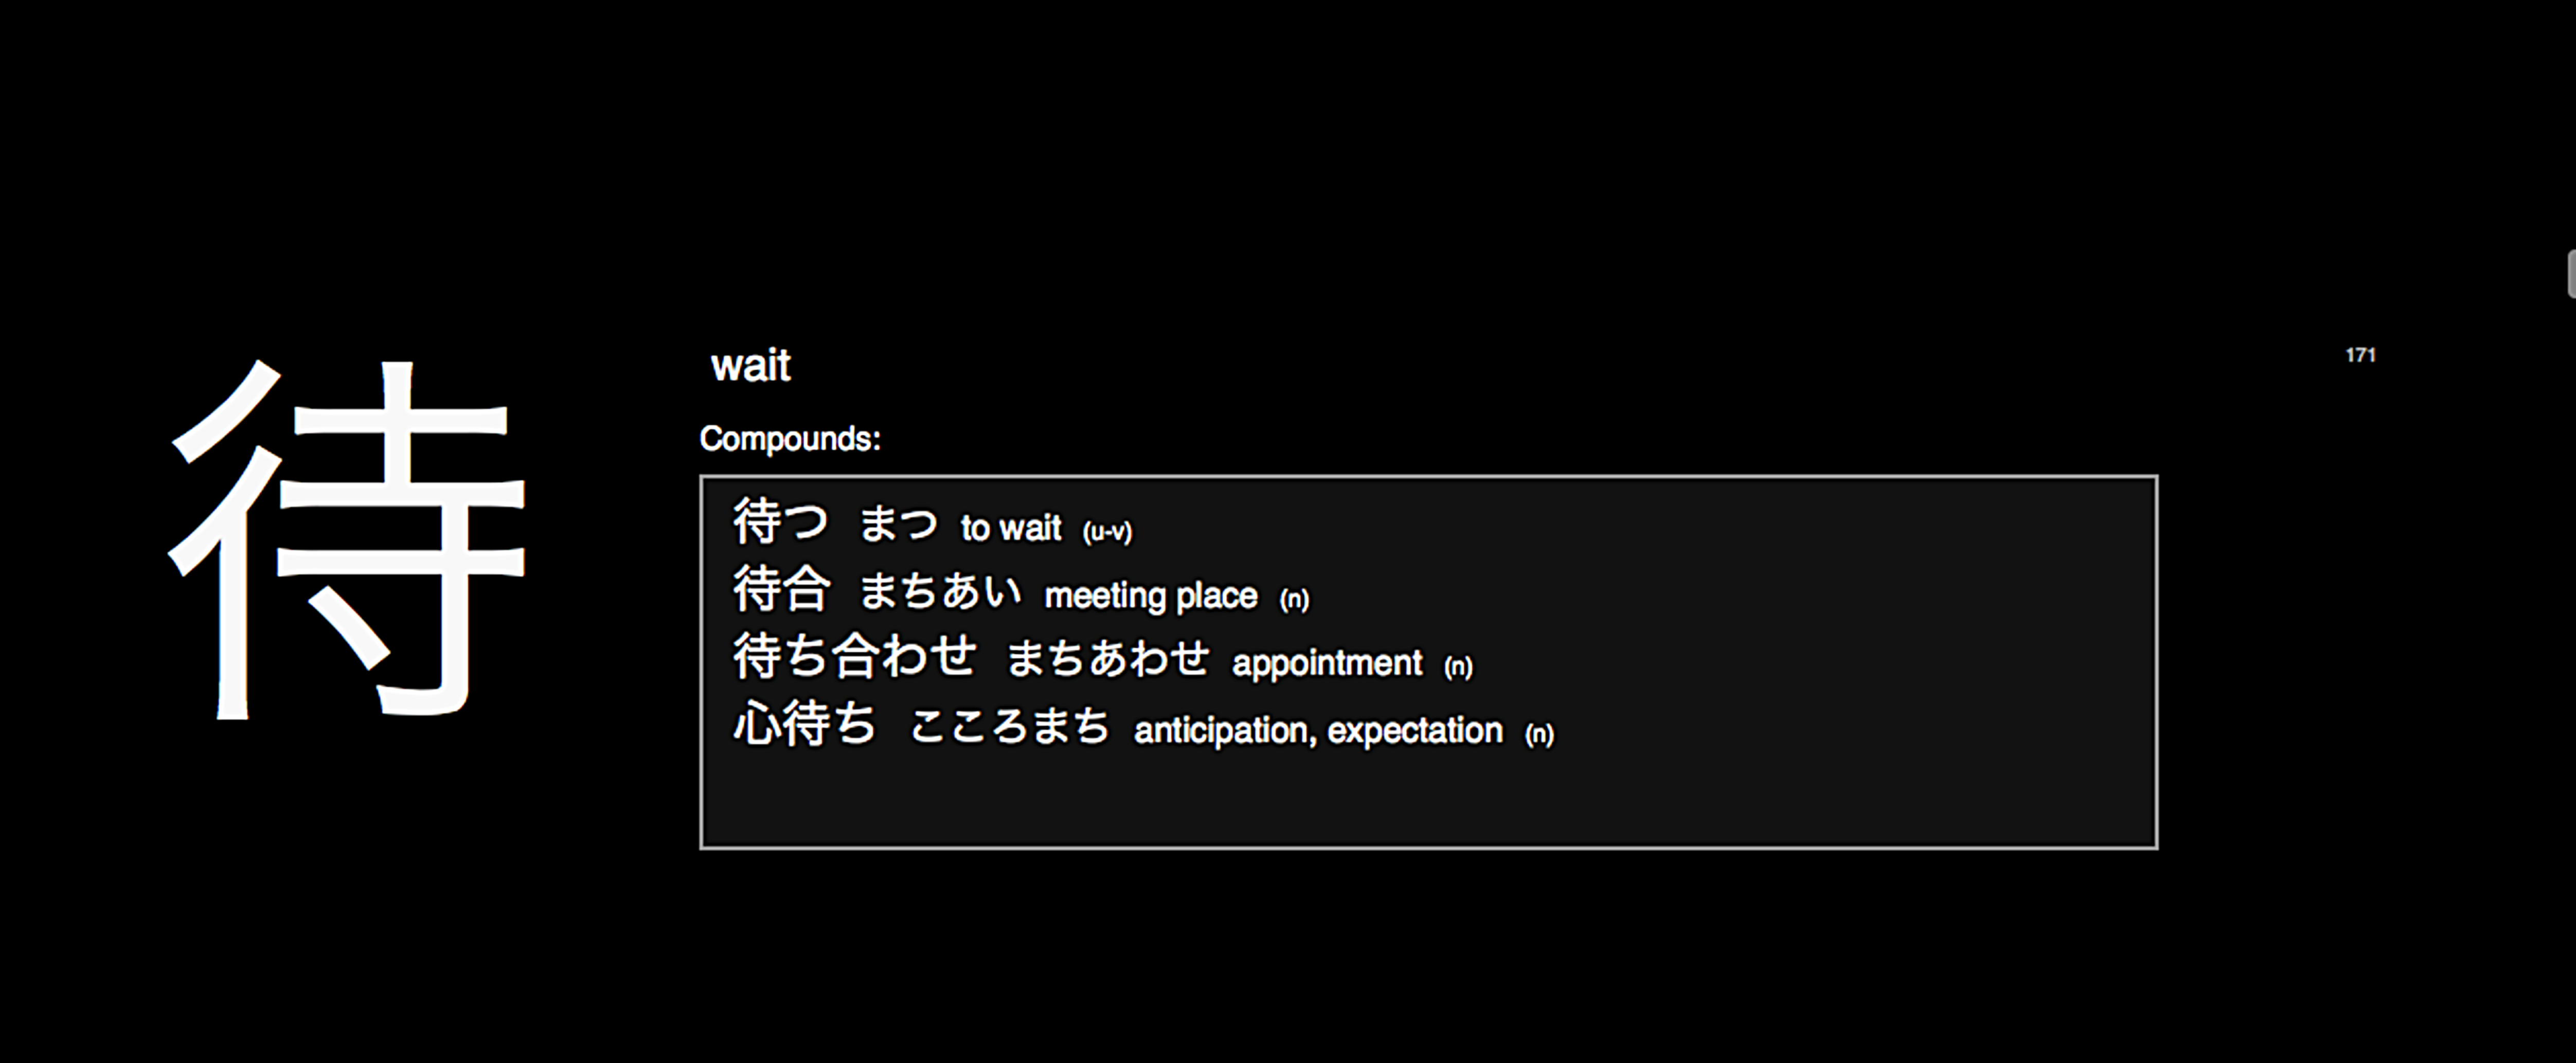 待
wait
171
Compounds:
待つ まつ to wait (u-v)
待合 まちあい meeting place (n)
待ち合わせ まちあわせ appointment (n)
心待ち こころまち anticipation, expectation (n)